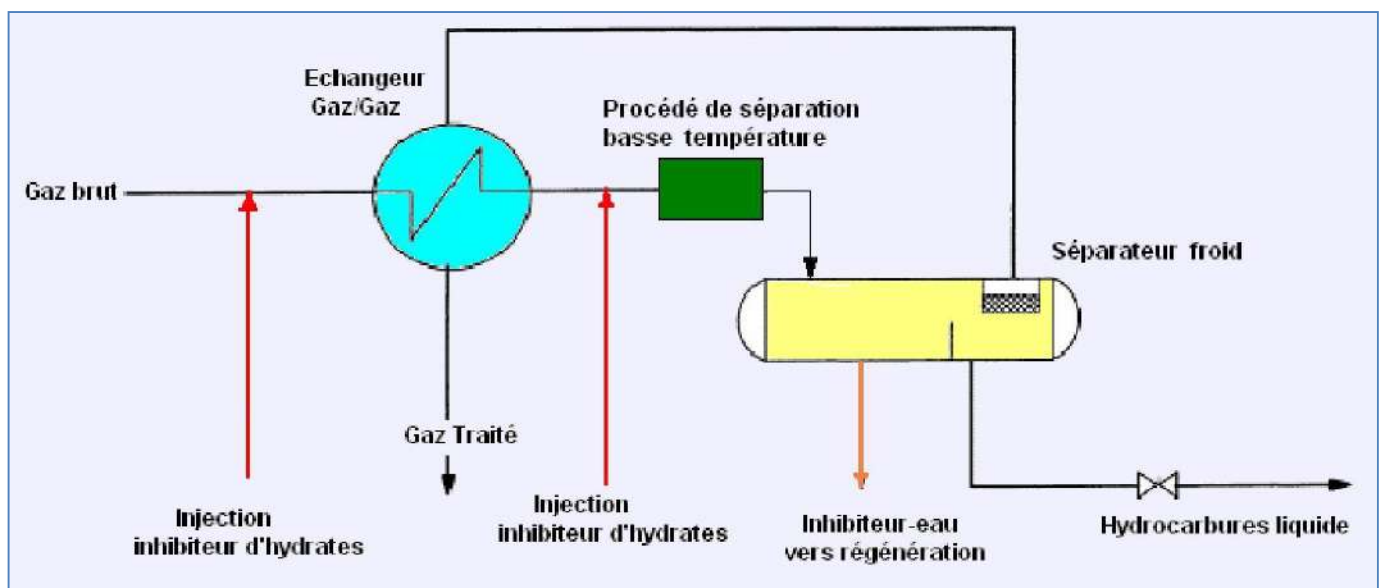 Echangeur
Gaz/Gaz
Procédé de séparation
basse température
Gaz brut
Séparateur froid
Gaz Traité
Injection
inhibiteur d'hydrates
Injection
inhibiteur d'hydrates
Inhibiteur-eau
vers régénération
Hydrocarbures liquide